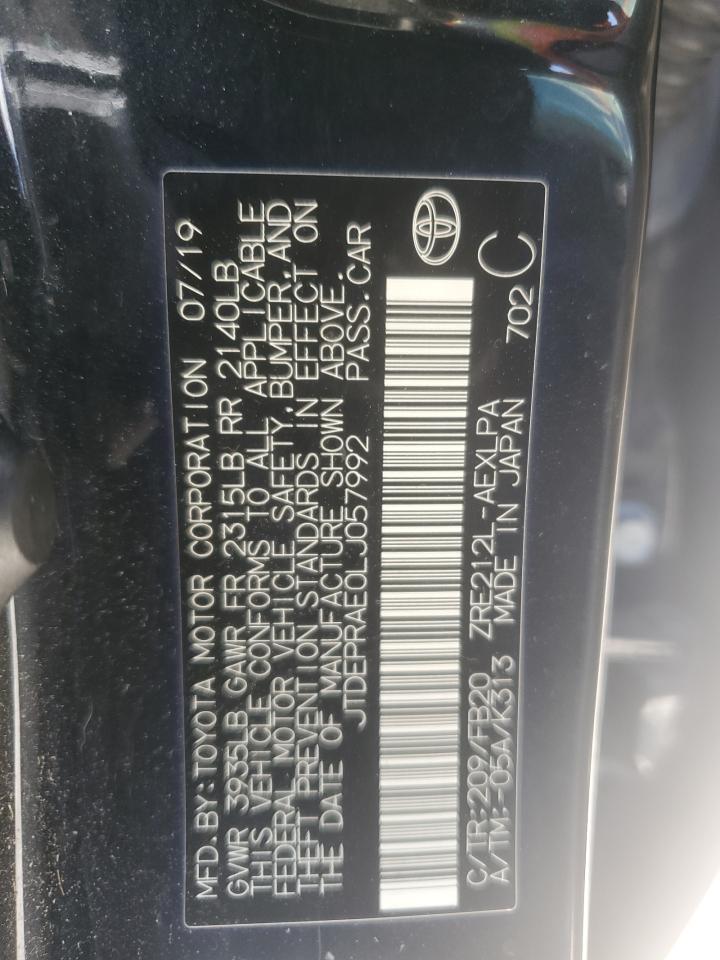 MFD.BY:TOYOTA MOTOR CORPORATION 07/19
GVWR 3935LB GAWR FR 2315LB RR 2140LB
THIS VEHICLE CONFORMS TO ALL APPLICABLE
FEDERAL MOTOR VEHICLE SAFETY,BUMPER,AND
THEFT PREVENTION STANDARDS IN EFFECT ON
THE DATE OF MANUFACTURE SHOWN ABOVE.
JTDEPRAE0LJ057992 PASS.CAR
C/TR:209/FB20 ZRE212L-AEXLPA
A/TM:-05A/K313 MADE IN JAPAN 702 C